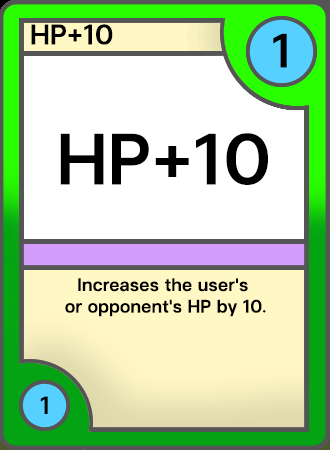 HP+10
1
HP+10
Increases the user's
or opponent's HP by 10.
1